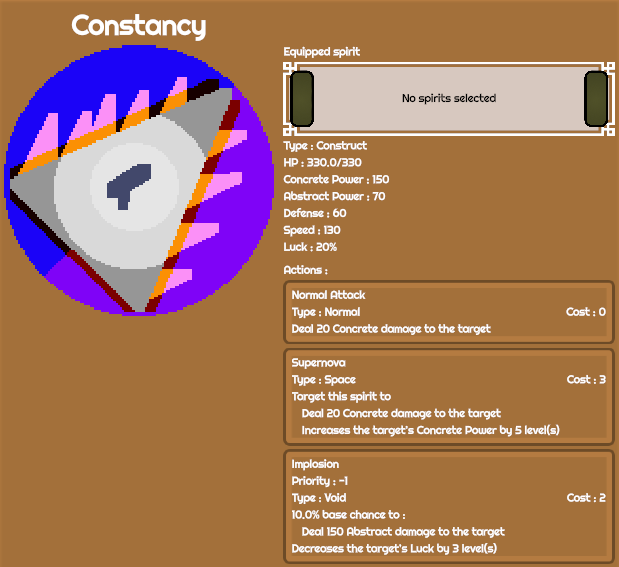 Constancy
Equipped spirit
No spirits selected
Type : Construct
HP : 330.0/330
Concrete Power : 150
Abstract Power : 70
Defense : 60
Speed : 130
Luck : 20%
Actions :
Normal Attack
Type : Normal Cost : 0
Deal 20 Concrete damage to the target
Supernova
Type : Space Cost : 3
Target this spirit to
Deal 20 Concrete damage to the target
Increases the target's Concrete Power by 5 level(s)
Implosion
Priority : -1
Type : Void Cost : 2
10.0% base chance to :
Deal 150 Abstract damage to the target
Decreases the target's Luck by 3 level(s)